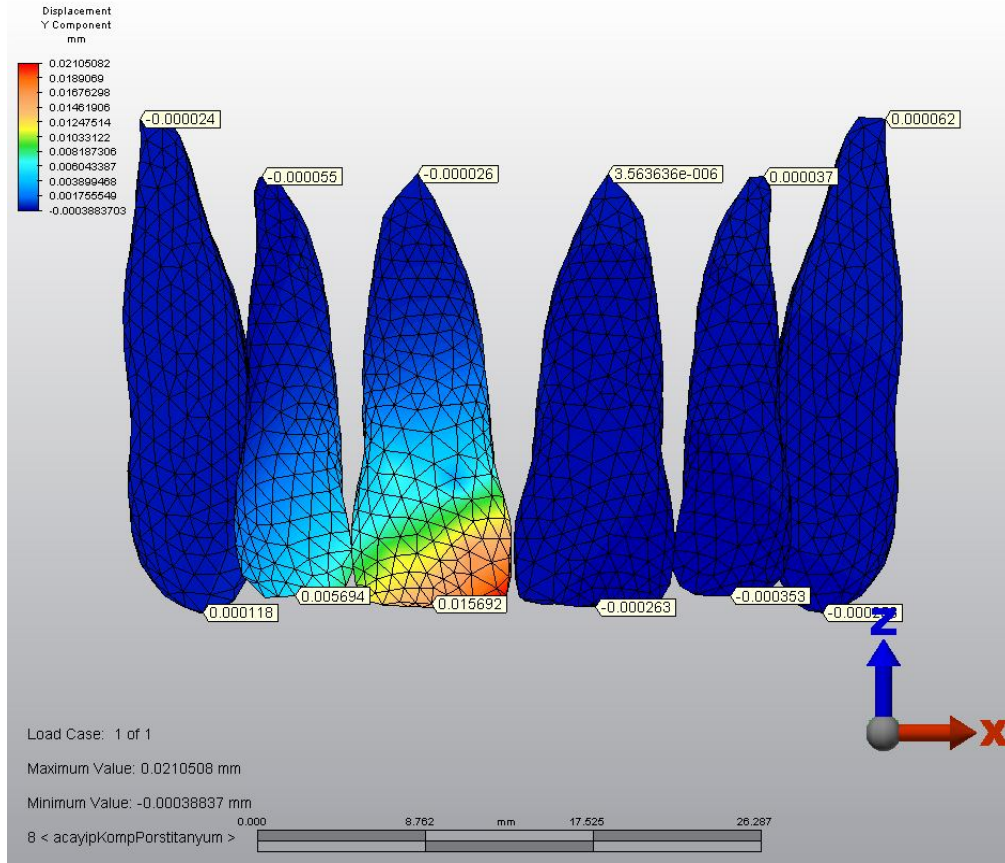 Displacement
Y Component
mm
0.02105082
0.0189069
0.01676298
0.01461906
0.01247514
0.01033122
0.008187306
0.006043387
0.003899468
0.001755549
-0.0003883703
-0.000024
0.000062
-0.000055
-0.000026
3.563636e-006
0.000037
0.000118
0.005694
0.015692
-0.000263
-0.000353
Z
X
Load Case: 1 of 1
Maximum Value: 0.0210508 mm
Minimum Value: -0.00038837 mm
0.000 8.762 mm 17.525 26.287
8 < acayipKompPorstitanyum >